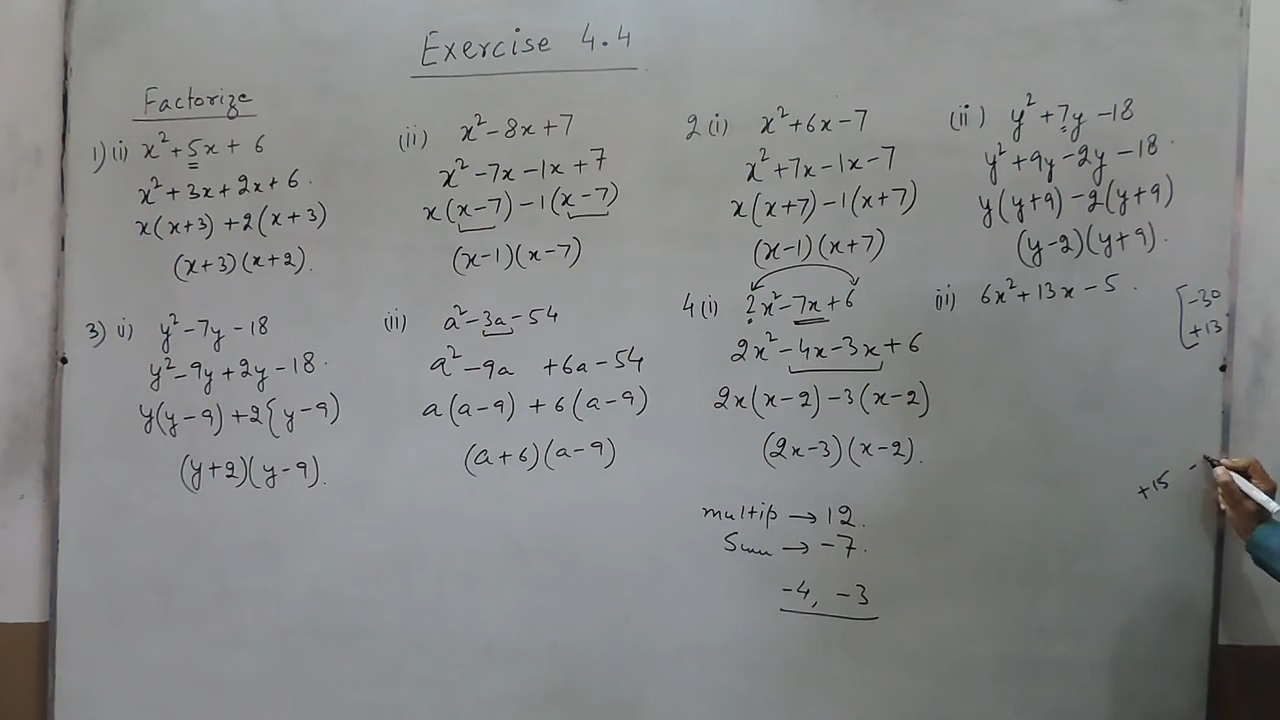 Exercise 4.4
Factorize
1) (i) x² + 5x + 6
x² + 3x + 2x + 6.
x(x+3) + 2(x+3)
(x+3)(x+2).
(ii) x² - 8x + 7
x² - 7x - 1x + 7
x(x-7) - 1(x-7)
(x-1)(x-7)
2 (i) x² + 6x - 7
x² + 7x - 1x - 7
x(x+7) - 1(x+7)
(x-1)(x+7)
(ii) y² + 7y - 18
y² + 9y - 2y - 18.
y(y+9) - 2(y+9)
(y-2)(y+9).
3) i) y² - 7y - 18
y² - 9y + 2y - 18.
y(y-9) + 2{y-9)
(y+2)(y-9).
(ii) a² - 3a - 54
a² - 9a + 6a - 54
a(a-9) + 6(a-9)
(a+6)(a-9)
4 (i) 2x² - 7x + 6
2x² - 4x - 3x + 6
2x(x-2) - 3(x-2)
(2x-3)(x-2).
multip → 12.
Sum → -7.
-4, -3
ii) 6x² + 13x - 5.
-30
+13
+15 -